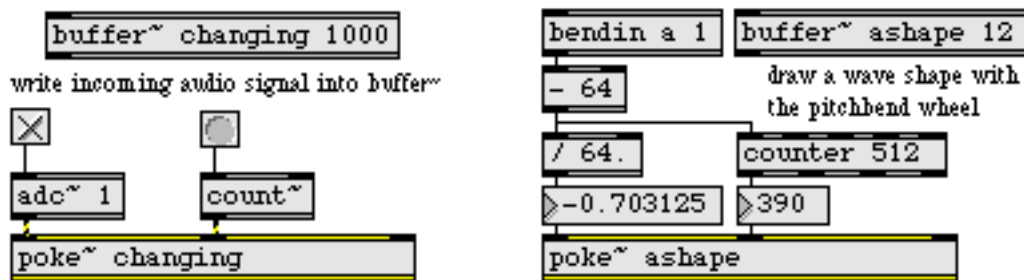 buffer~ changing 1000
write incoming audio signal into buffer~
adc~ 1
count~
poke~ changing
bendin a 1
buffer~ ashape 12
- 64
draw a wave shape with
the pitchbend wheel
/ 64.
counter 512
-0.703125
390
poke~ ashape